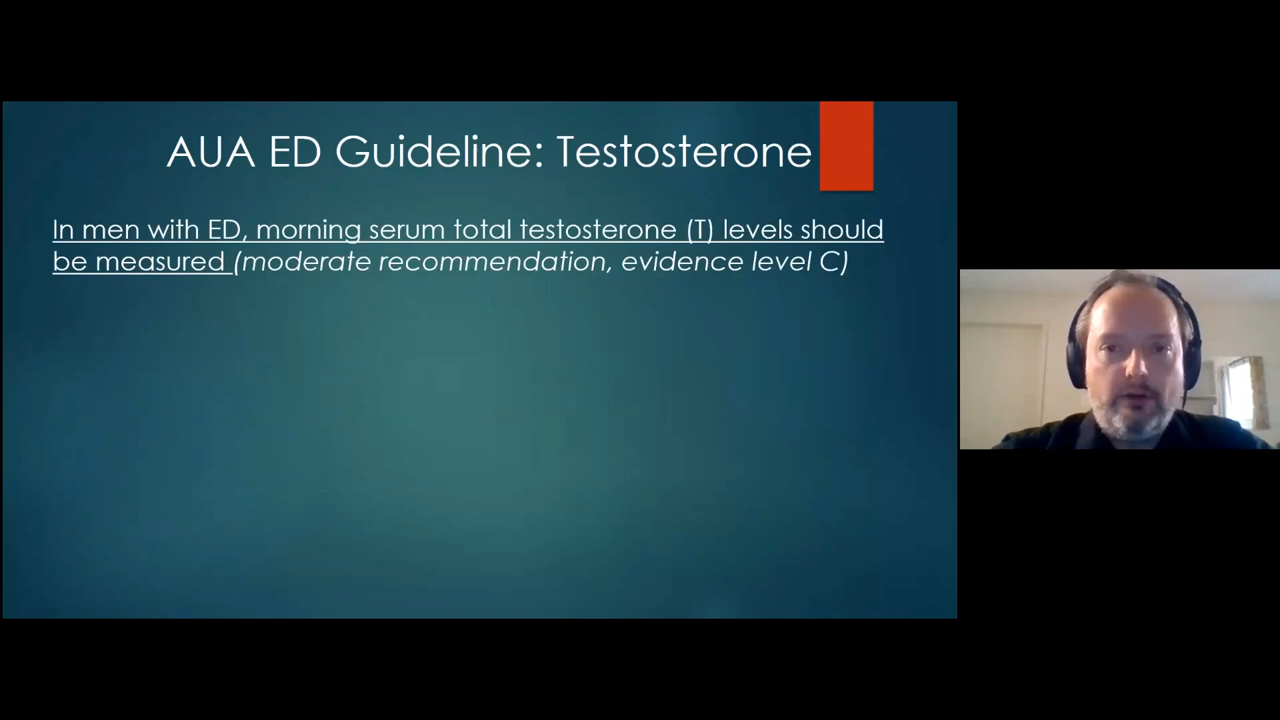 AUA ED Guideline: Testosterone
In men with ED, morning serum total testosterone (T) levels should
be measured (moderate recommendation, evidence level C)